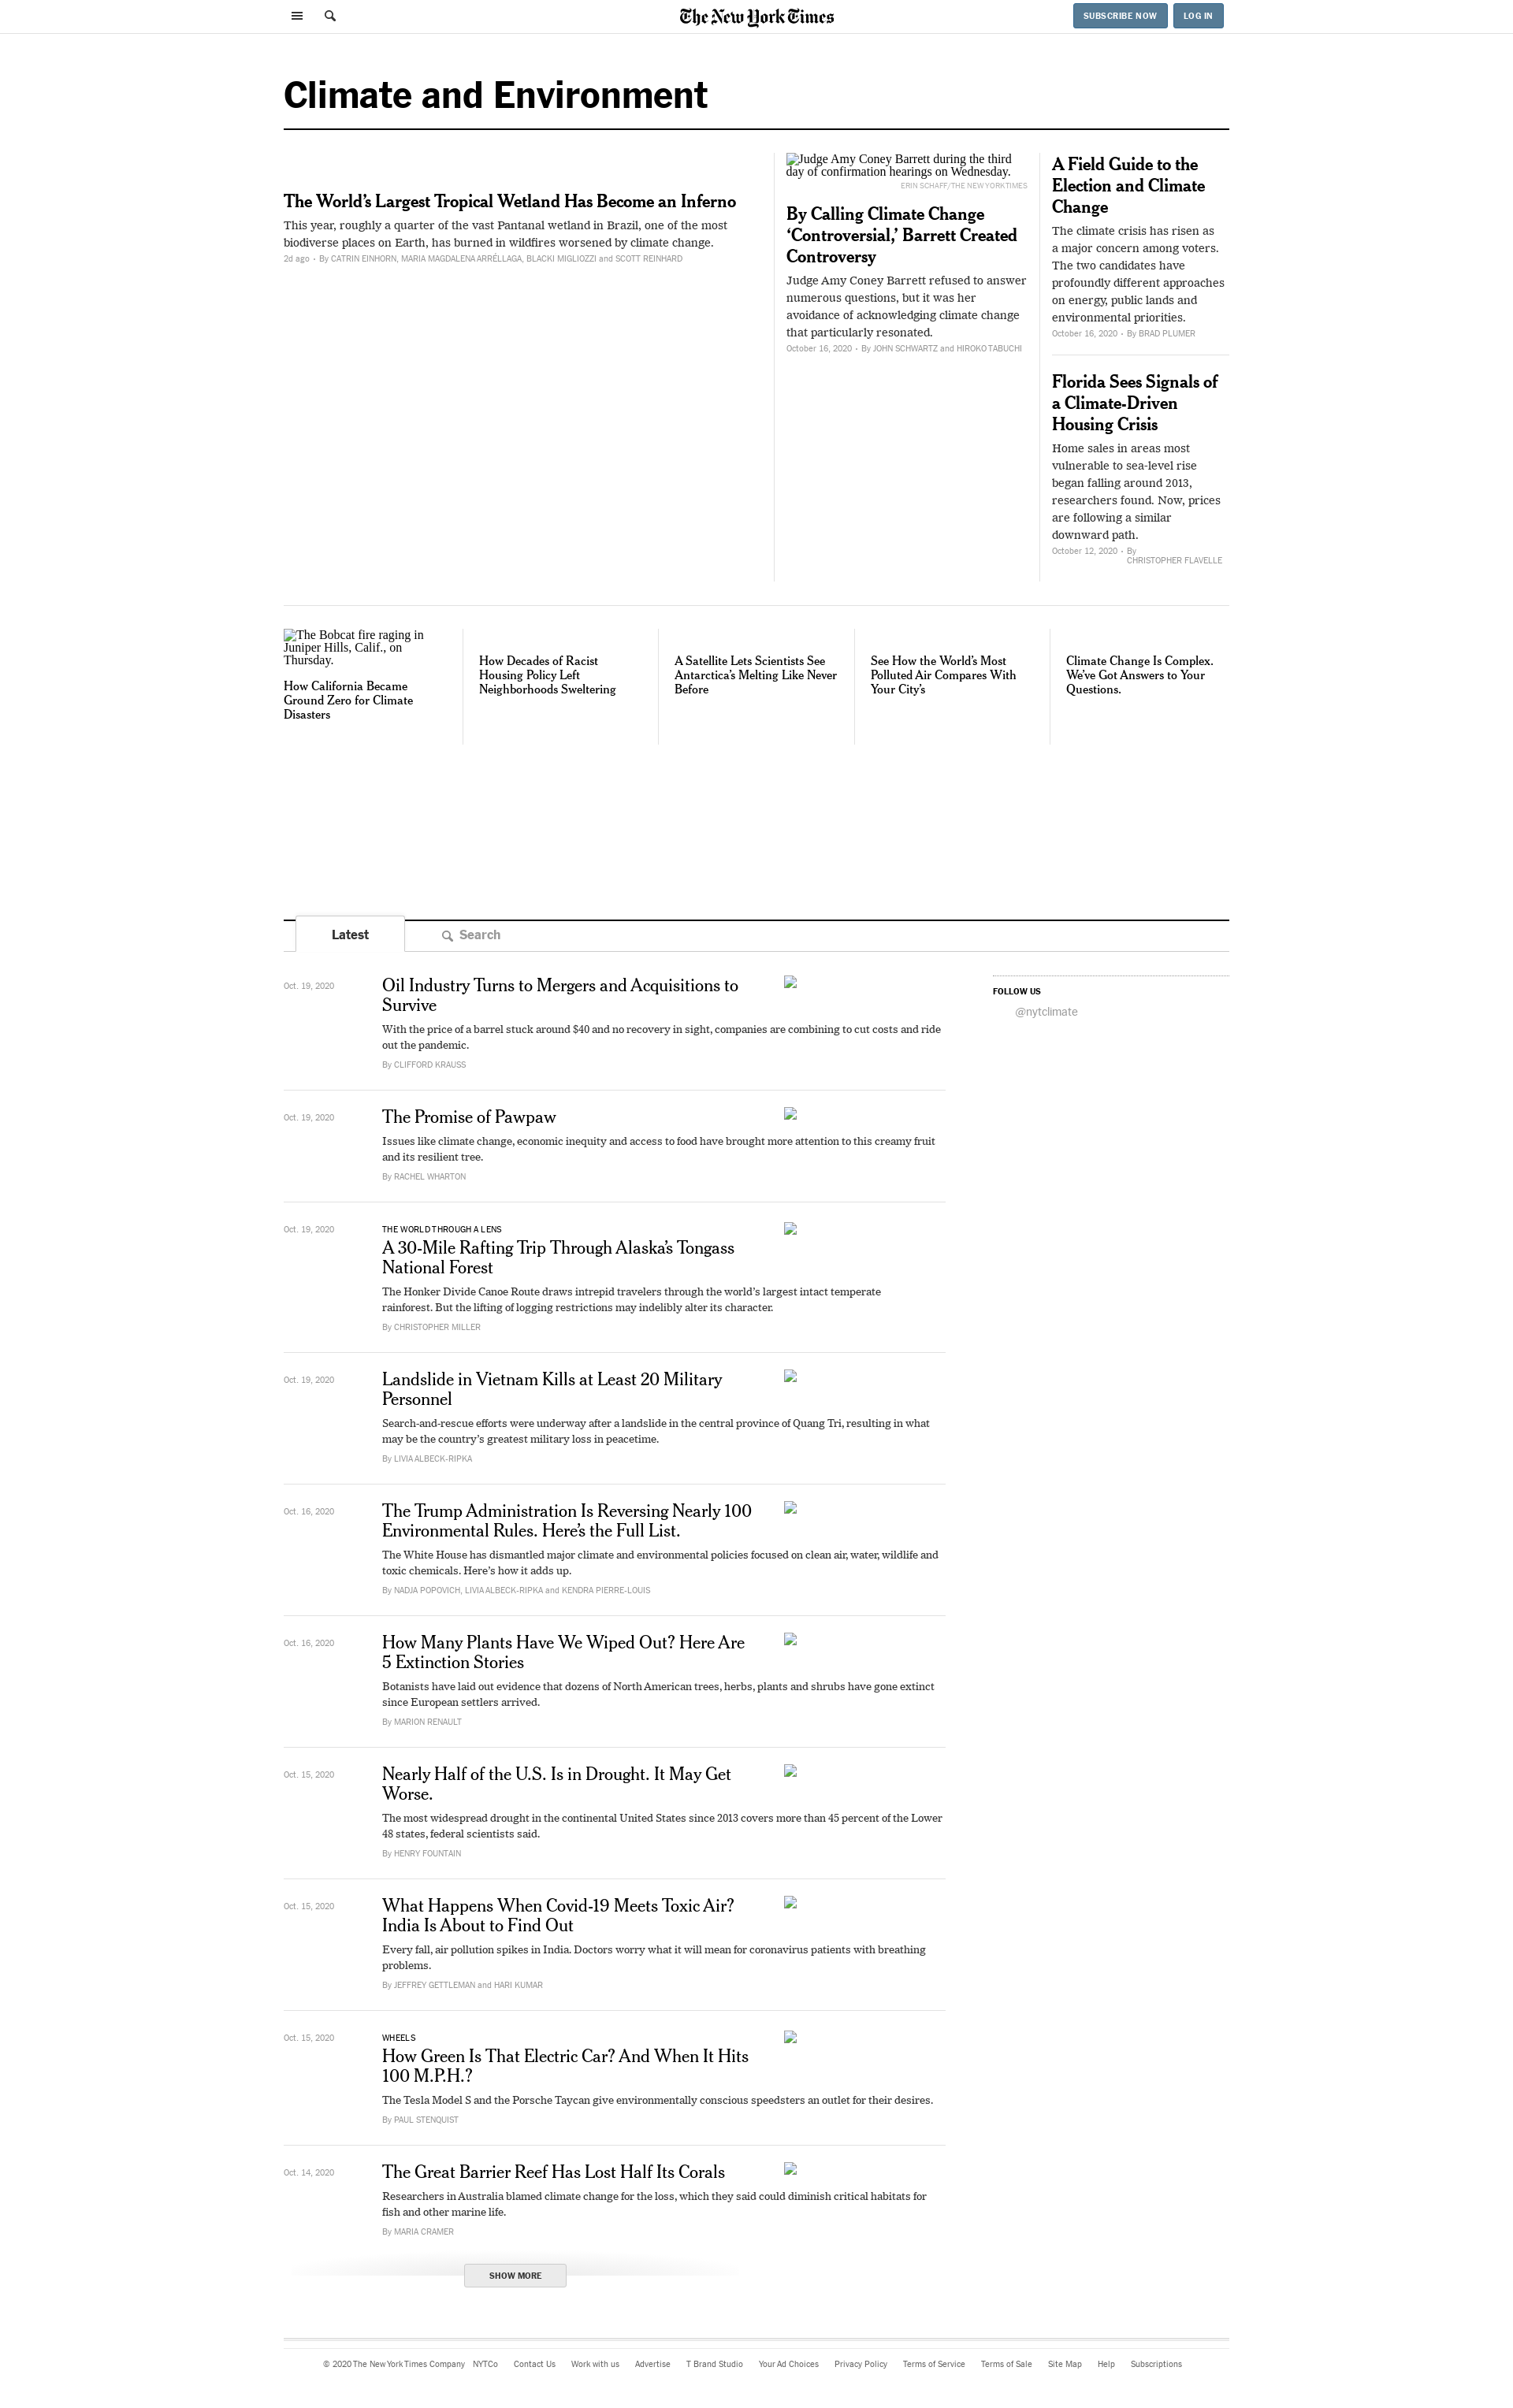 The New York Times
SUBSCRIBE NOW
LOG IN
Climate and Environment
The World’s Largest Tropical Wetland Has Become an Inferno
This year, roughly a quarter of the vast Pantanal wetland in Brazil, one of the most
biodiverse places on Earth, has burned in wildfires worsened by climate change.
2d ago • By CATRIN EINHORN, MARIA MAGDALENA ARRÉLLAGA, BLACKI MIGLIOZZI and SCOTT REINHARD
Judge Amy Coney Barrett during the third
day of confirmation hearings on Wednesday.
ERIN SCHAFF/THE NEW YORK TIMES
By Calling Climate Change
‘Controversial,’ Barrett Created
Controversy
Judge Amy Coney Barrett refused to answer
numerous questions, but it was her
avoidance of acknowledging climate change
that particularly resonated.
October 16, 2020 • By JOHN SCHWARTZ and HIROKO TABUCHI
A Field Guide to the
Election and Climate
Change
The climate crisis has risen as
a major concern among voters.
The two candidates have
profoundly different approaches
on energy, public lands and
environmental priorities.
October 16, 2020 • By BRAD PLUMER
Florida Sees Signals of
a Climate-Driven
Housing Crisis
Home sales in areas most
vulnerable to sea-level rise
began falling around 2013,
researchers found. Now, prices
are following a similar
downward path.
October 12, 2020 • By
CHRISTOPHER FLAVELLE
The Bobcat fire raging in
Juniper Hills, Calif., on
Thursday.
How California Became
Ground Zero for Climate
Disasters
How Decades of Racist
Housing Policy Left
Neighborhoods Sweltering
A Satellite Lets Scientists See
Antarctica’s Melting Like Never
Before
See How the World’s Most
Polluted Air Compares With
Your City’s
Climate Change Is Complex.
We’ve Got Answers to Your
Questions.
Latest
Search
Oct. 19, 2020
Oil Industry Turns to Mergers and Acquisitions to
Survive
With the price of a barrel stuck around $40 and no recovery in sight, companies are combining to cut costs and ride
out the pandemic.
By CLIFFORD KRAUSS
FOLLOW US
@nytclimate
Oct. 19, 2020
The Promise of Pawpaw
Issues like climate change, economic inequity and access to food have brought more attention to this creamy fruit
and its resilient tree.
By RACHEL WHARTON
Oct. 19, 2020
THE WORLD THROUGH A LENS
A 30-Mile Rafting Trip Through Alaska’s Tongass
National Forest
The Honker Divide Canoe Route draws intrepid travelers through the world’s largest intact temperate
rainforest. But the lifting of logging restrictions may indelibly alter its character.
By CHRISTOPHER MILLER
Oct. 19, 2020
Landslide in Vietnam Kills at Least 20 Military
Personnel
Search-and-rescue efforts were underway after a landslide in the central province of Quang Tri, resulting in what
may be the country’s greatest military loss in peacetime.
By LIVIA ALBECK-RIPKA
Oct. 16, 2020
The Trump Administration Is Reversing Nearly 100
Environmental Rules. Here’s the Full List.
The White House has dismantled major climate and environmental policies focused on clean air, water, wildlife and
toxic chemicals. Here’s how it adds up.
By NADJA POPOVICH, LIVIA ALBECK-RIPKA and KENDRA PIERRE-LOUIS
Oct. 16, 2020
How Many Plants Have We Wiped Out? Here Are
5 Extinction Stories
Botanists have laid out evidence that dozens of North American trees, herbs, plants and shrubs have gone extinct
since European settlers arrived.
By MARION RENAULT
Oct. 15, 2020
Nearly Half of the U.S. Is in Drought. It May Get
Worse.
The most widespread drought in the continental United States since 2013 covers more than 45 percent of the Lower
48 states, federal scientists said.
By HENRY FOUNTAIN
Oct. 15, 2020
What Happens When Covid-19 Meets Toxic Air?
India Is About to Find Out
Every fall, air pollution spikes in India. Doctors worry what it will mean for coronavirus patients with breathing
problems.
By JEFFREY GETTLEMAN and HARI KUMAR
Oct. 15, 2020
WHEELS
How Green Is That Electric Car? And When It Hits
100 M.P.H.?
The Tesla Model S and the Porsche Taycan give environmentally conscious speedsters an outlet for their desires.
By PAUL STENQUIST
Oct. 14, 2020
The Great Barrier Reef Has Lost Half Its Corals
Researchers in Australia blamed climate change for the loss, which they said could diminish critical habitats for
fish and other marine life.
By MARIA CRAMER
SHOW MORE
© 2020 The New York Times Company NYTCo Contact Us Work with us Advertise T Brand Studio Your Ad Choices Privacy Policy Terms of Service Terms of Sale Site Map Help Subscriptions